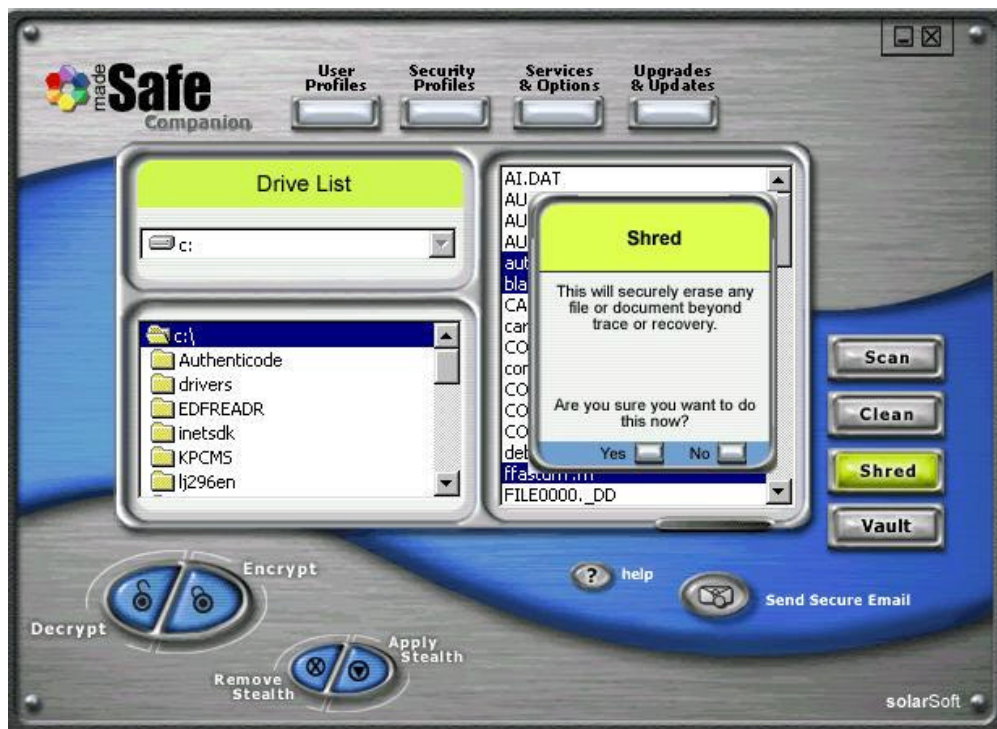 made
Safe
Companion
User
Profiles
Security
Profiles
Services
& Options
Upgrades
& Updates
Drive List
c:
c:\
Authenticode
drivers
EDFREADR
inetsdk
KPCMS
lj296en
AI.DAT
AU
AU
AU
aut
bla
CA
car
CO
cor
CO
CO
CO
deb
FILE0000._DD
Shred
This will securely erase any
file or document beyond
trace or recovery.
Are you sure you want to do
this now?
Yes No
Scan
Clean
Shred
Vault
? help
Send Secure Email
Encrypt
Decrypt
Apply
Stealth
Remove
Stealth
solarSoft